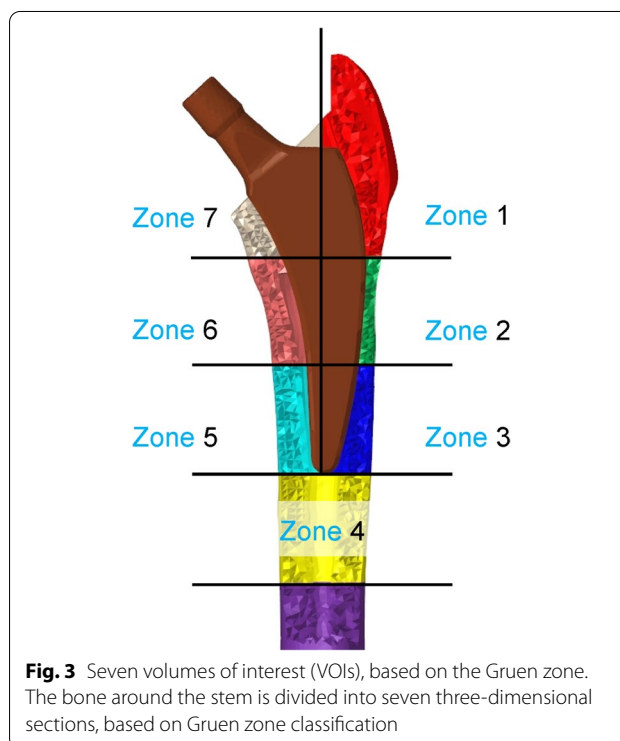 Zone 7
Zone 1
Zone 6
Zone 2
Zone 5
Zone 3
Zone 4
Fig. 3 Seven volumes of interest (VOIs), based on the Gruen zone.
The bone around the stem is divided into seven three-dimensional
sections, based on Gruen zone classification